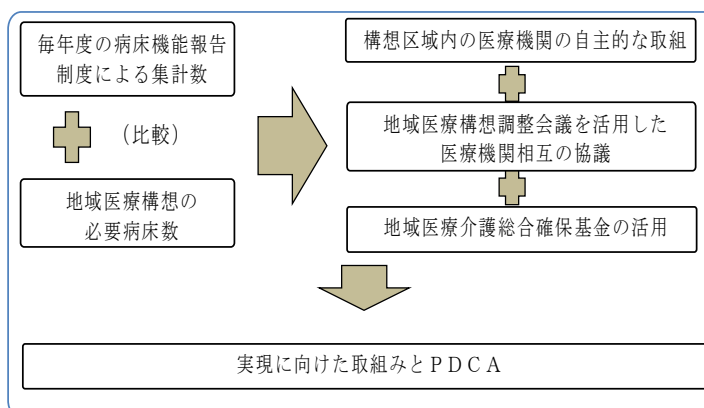 毎年度の病床機能報告
制度による集計数
（比較）
地域医療構想の
必要病床数
構想区域内の医療機関の自主的な取組
地域医療構想調整会議を活用した
医療機関相互の協議
地域医療介護総合確保基金の活用
実現に向けた取組みとＰＤＣＡ